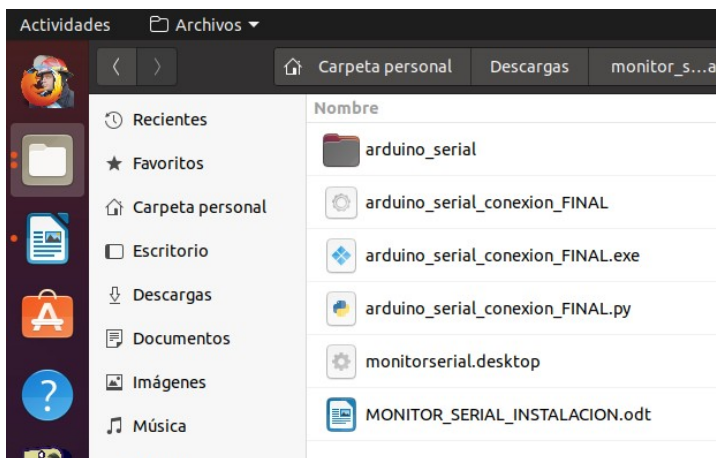 Actividades Archivos
Carpeta personal Descargas monitor_s...a
Nombre
Recientes
Favoritos
Carpeta personal
Escritorio
Descargas
Documentos
Imágenes
Música
arduino_serial
arduino_serial_conexion_FINAL
arduino_serial_conexion_FINAL.exe
arduino_serial_conexion_FINAL.py
monitorserial.desktop
MONITOR_SERIAL_INSTALACION.odt